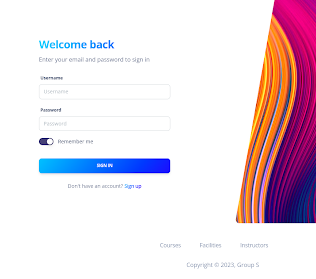 Welcome back
Enter your email and password to sign in
Username
Username
Password
Password
Remember me
SIGN IN
Don't have an account? Sign up
Courses Facilities Instructors
Copyright © 2023, Group 5